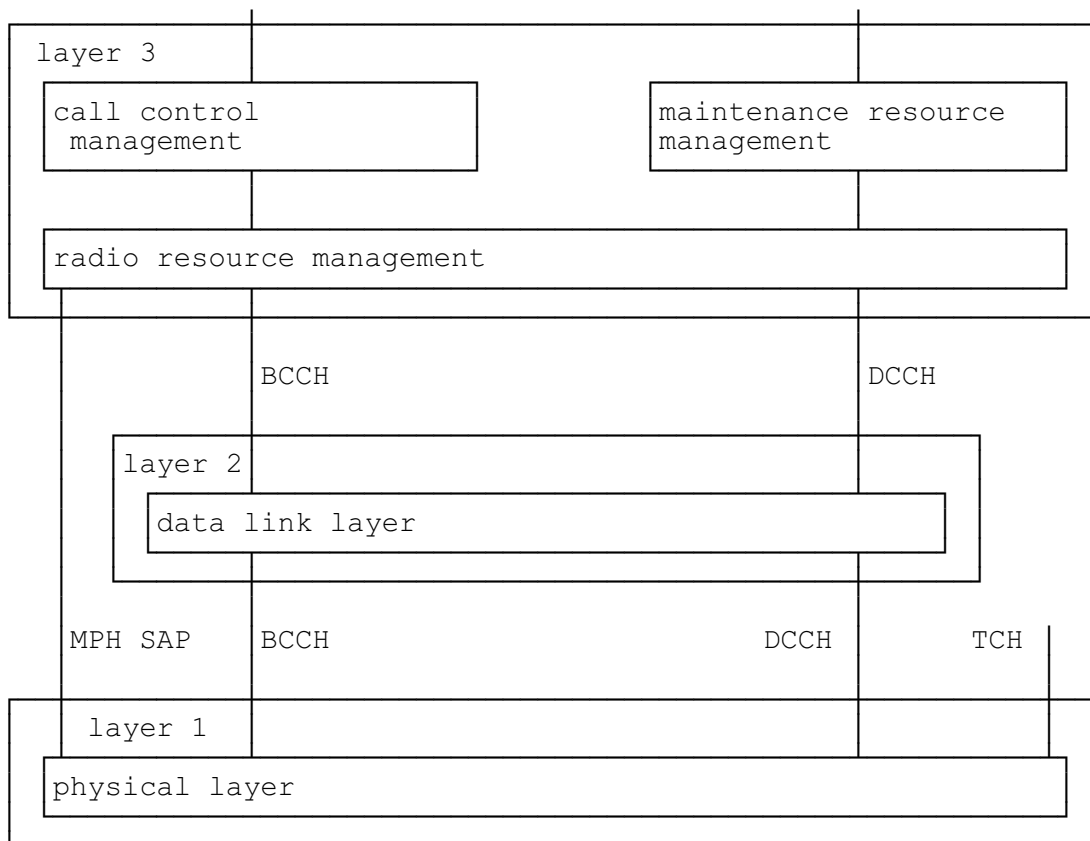 layer 3
call control
management
maintenance resource
management
radio resource management
BCCH
DCCH
layer 2
data link layer
MPH SAP
BCCH
DCCH
TCH
layer 1
physical layer